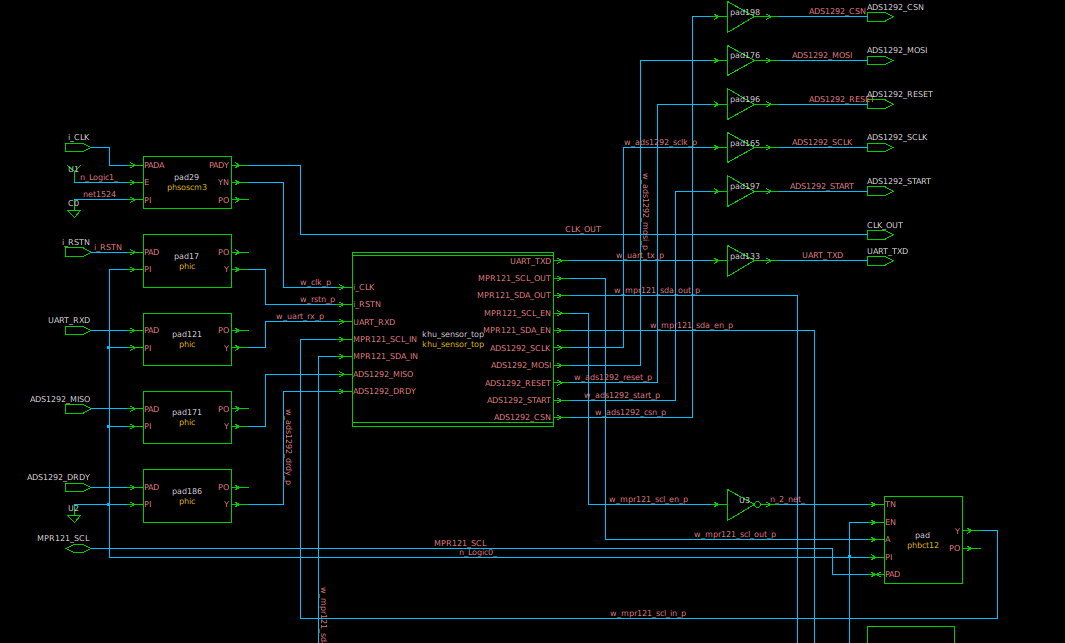 pad198
ADS1292_CSN
ADS1292_CSN
pad176
ADS1292_MOSI
ADS1292_MOSI
pad196
ADS1292_RESET
ADS1292_RESET
w_ads1292_sclk_p
pad165
ADS1292_SCLK
ADS1292_SCLK
pad197
ADS1292_START
ADS1292_START
w_ads1292_mosi_p
CLK_OUT
CLK_OUT
w_uart_tx_p
pad133
UART_TXD
UART_TXD
i_CLK
U1
n_Logic1_
net1524
C0
PADA
E
PI
pad29
phsoscm3
PADY
YN
PO
i_RSTN
i_RSTN
PAD
PI
pad17
phic
PO
Y
UART_RXD
PAD
PI
pad121
phic
PO
Y
ADS1292_MISO
PAD
PI
pad171
phic
PO
Y
ADS1292_DRDY
U2
PAD
PI
pad186
phic
PO
Y
w_clk_p
w_rstn_p
w_uart_rx_p
w_ads1292_drdy_p
i_CLK
i_RSTN
UART_RXD
MPR121_SCL_IN
MPR121_SDA_IN
ADS1292_MISO
ADS1292_DRDY
khu_sensor_top
khu_sensor_top
UART_TXD
MPR121_SCL_OUT
MPR121_SDA_OUT
MPR121_SCL_EN
MPR121_SDA_EN
ADS1292_SCLK
ADS1292_MOSI
ADS1292_RESET
ADS1292_START
ADS1292_CSN
w_mpr121_sda_out_p
w_mpr121_sda_en_p
w_ads1292_reset_p
w_ads1292_start_p
w_ads1292_csn_p
w_mpr121_scl_en_p
U3
n_2_net_
w_mpr121_scl_out_p
TN
EN
A
PI
PAD
pad
phbct12
Y
PO
MPR121_SCL
MPR121_SCL
n_Logic0_
w_mpr121_scl_in_p
w_mpr121_sd